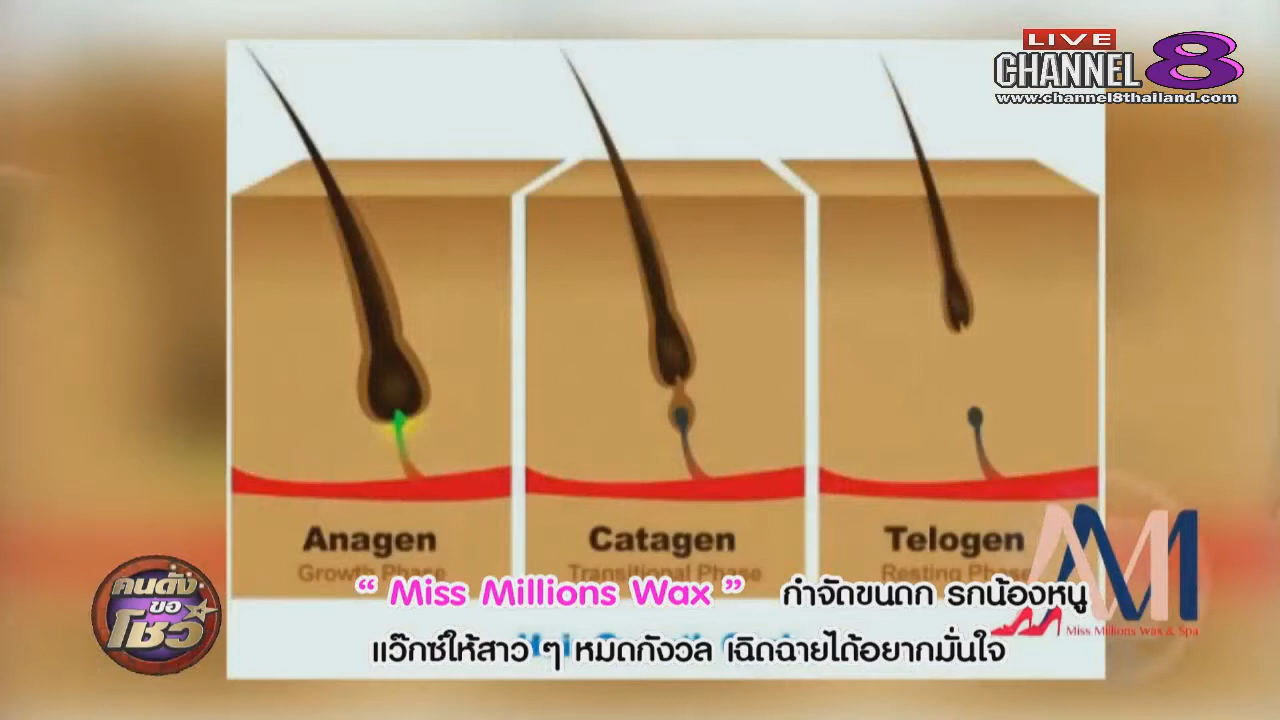 LIVE
CHANNEL 8
www.channel8thailand.com
Anagen
Growth Phase
Catagen
Transitional Phase
Telogen
Resting Phase
คนดัง
ขอ
โชว์
“ Miss Millions Wax ” กำจัดขนดก รกน้องหนู
แว๊กซ์ให้สาว ๆ หมดกังวล เฉิดฉายได้อยากมั่นใจ
Miss Millions Wax & Spa